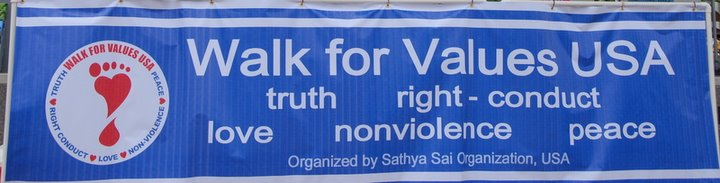 WALK FOR VALUES USA
TRUTH
PEACE
RIGHT CONDUCT
LOVE
NON-VIOLENCE
Walk for Values USA
truth right - conduct
love nonviolence peace
Organized by Sathya Sai Organization, USA